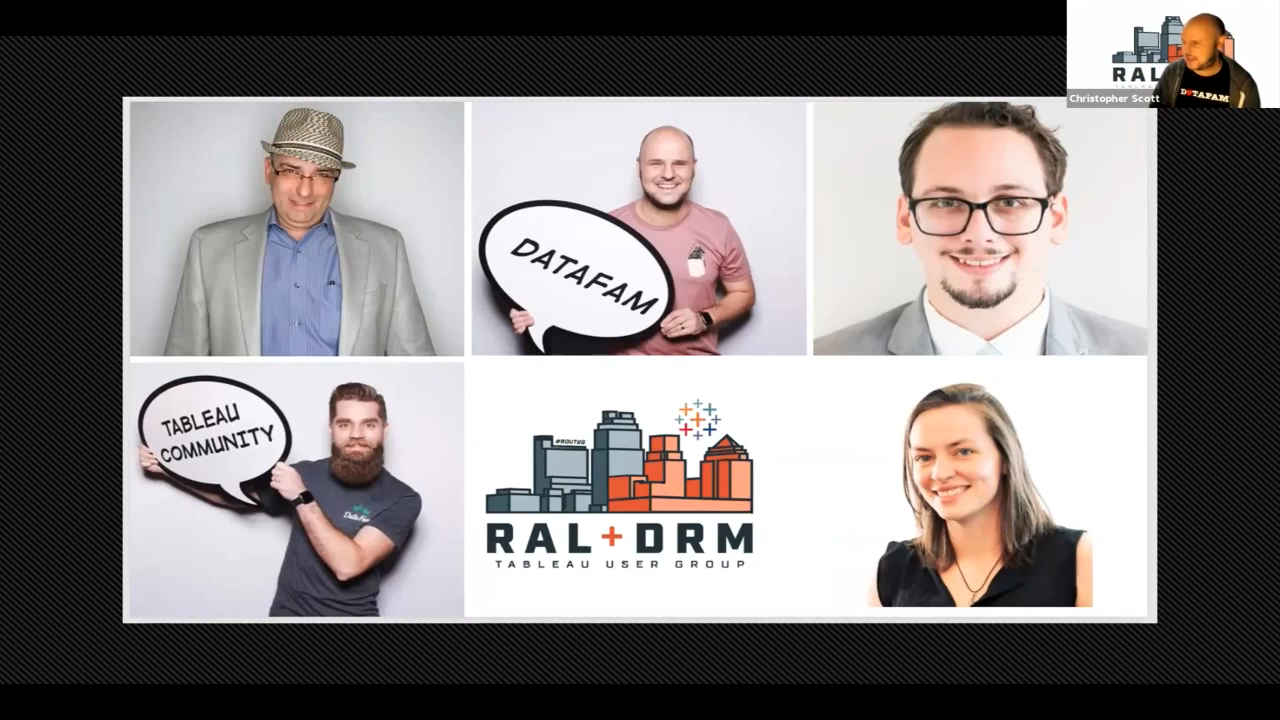 RAL
Christopher Scott
DATAFAM
DATAFAM
TABLEAU
COMMUNITY
#RDUTUG
RAL+DRM
TABLEAU USER GROUP